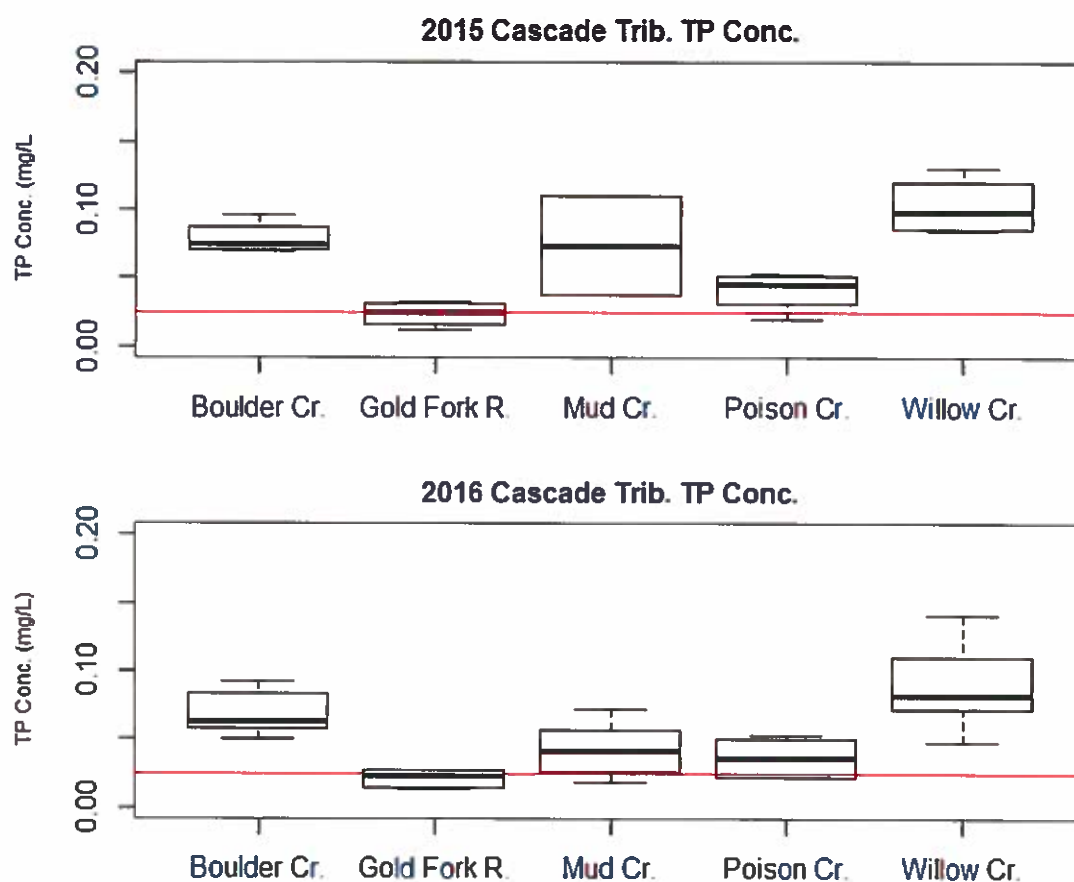 2015 Cascade Trib. TP Conc.
TP Conc. (mg/L
0.20
0.10
0.00
Boulder Cr. Gold Fork R. Mud Cr. Poison Cr. Willow Cr.
2016 Cascade Trib. TP Conc.
TP Conc. (mg/L)
0.20
0.10
0.00
Boulder Cr. Gold Fork R. Mud Cr. Poison Cr. Willow Cr.